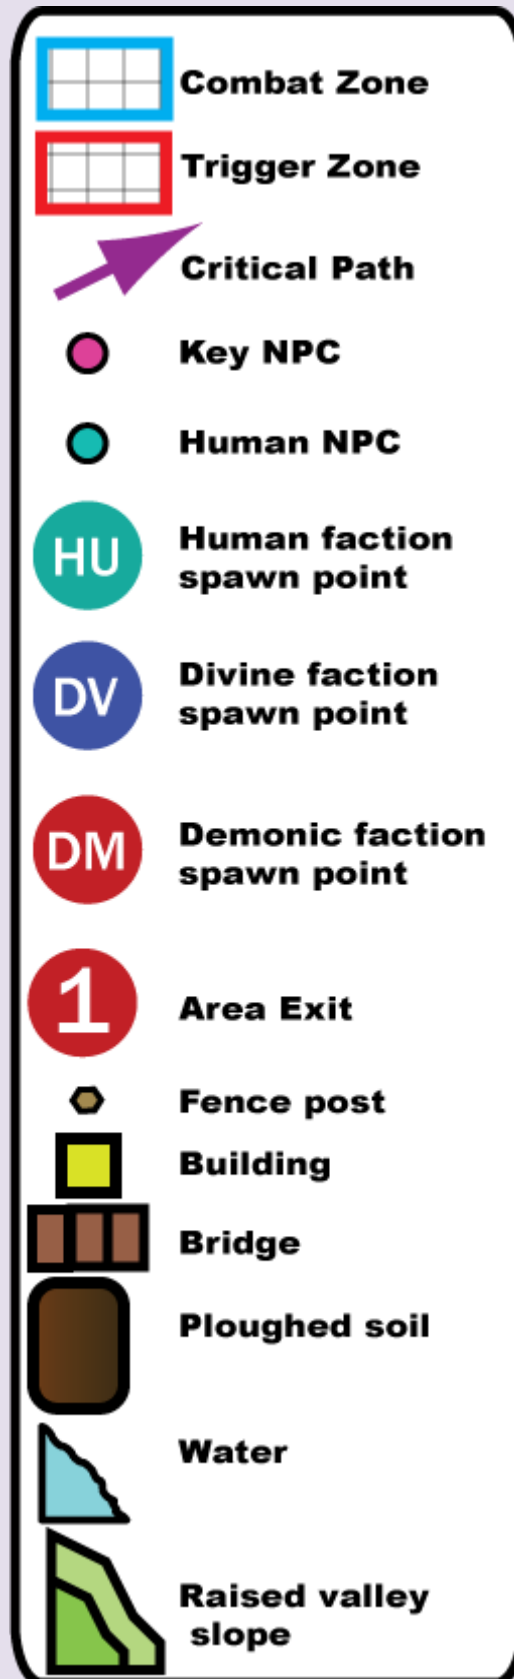 Combat Zone
Trigger Zone
Critical Path
Key NPC
Human NPC
HU
Human faction
spawn point
DV
Divine faction
spawn point
DM
Demonic faction
spawn point
1
Area Exit
Fence post
Building
Bridge
Ploughed soil
Water
Raised valley
slope